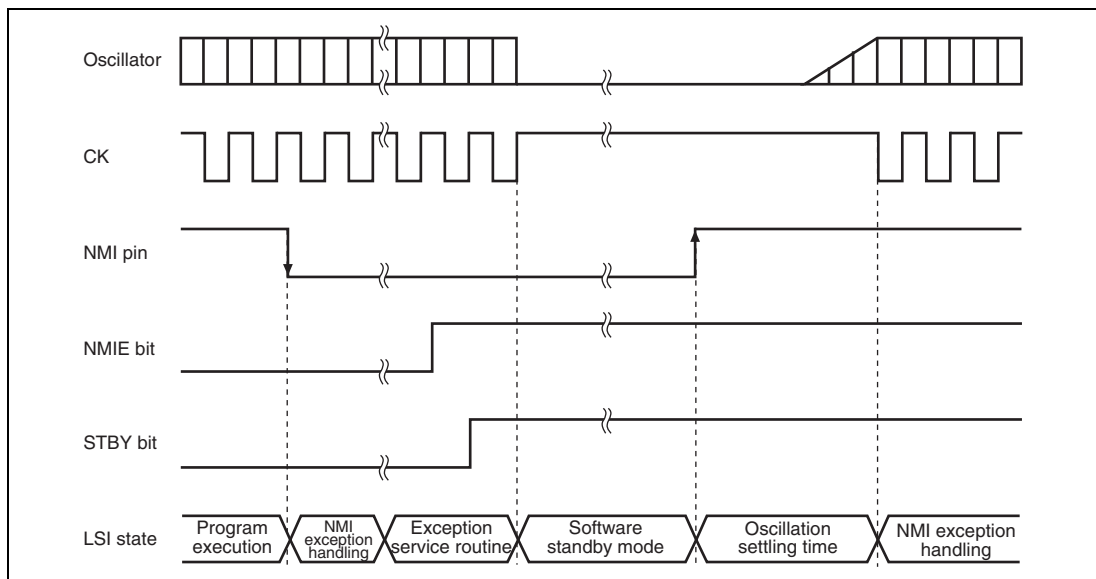 Oscillator
CK
NMI pin
NMIE bit
STBY bit
LSI state
Program
execution
NMI
exception
handling
Exception
service routine
Software
standby mode
Oscillation
settling time
NMI exception
handling